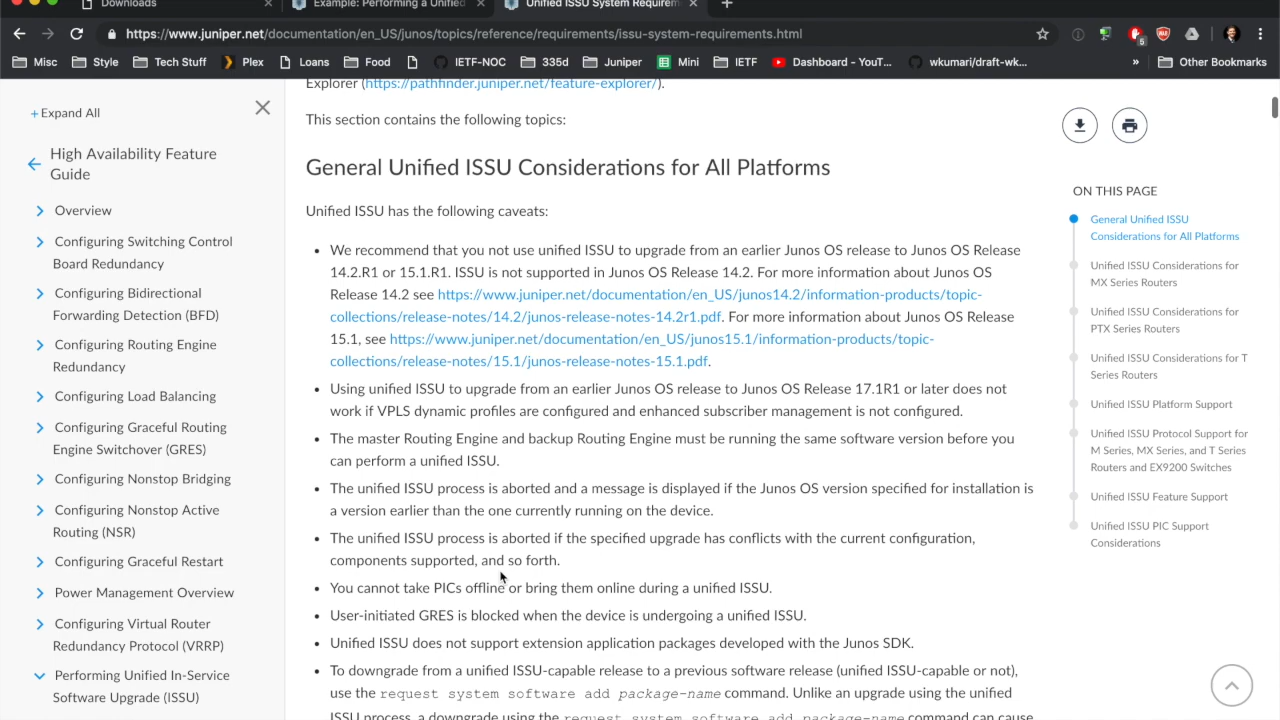 Downloads
Example: Performing a Unified
Unified ISSU System Requirem
https://www.juniper.net/documentation/en_US/junos/topics/reference/requirements/issu-system-requirements.html
5
Misc
Style
Tech Stuff
Plex
Loans
Food
IETF-NOC
335d
Juniper
Mini
IETF
Dashboard - YouT...
wkumari/draft-wk...
»
Other Bookmarks
+ Expand All
High Availability Feature
Guide
Overview
Configuring Switching Control
Board Redundancy
Configuring Bidirectional
Forwarding Detection (BFD)
Configuring Routing Engine
Redundancy
Configuring Load Balancing
Configuring Graceful Routing
Engine Switchover (GRES)
Configuring Nonstop Bridging
Configuring Nonstop Active
Routing (NSR)
Configuring Graceful Restart
Power Management Overview
Configuring Virtual Router
Redundancy Protocol (VRRP)
Performing Unified In-Service
Software Upgrade (ISSU)
Explorer (https://pathfinder.juniper.net/feature-explorer/).
This section contains the following topics:
General Unified ISSU Considerations for All Platforms
Unified ISSU has the following caveats:
• We recommend that you not use unified ISSU to upgrade from an earlier Junos OS release to Junos OS Release
14.2.R1 or 15.1.R1. ISSU is not supported in Junos OS Release 14.2. For more information about Junos OS
Release 14.2 see https://www.juniper.net/documentation/en_US/junos14.2/information-products/topic-
collections/release-notes/14.2/junos-release-notes-14.2r1.pdf. For more information about Junos OS Release
15.1, see https://www.juniper.net/documentation/en_US/junos15.1/information-products/topic-
collections/release-notes/15.1/junos-release-notes-15.1.pdf.
• Using unified ISSU to upgrade from an earlier Junos OS release to Junos OS Release 17.1R1 or later does not
work if VPLS dynamic profiles are configured and enhanced subscriber management is not configured.
• The master Routing Engine and backup Routing Engine must be running the same software version before you
can perform a unified ISSU.
• The unified ISSU process is aborted and a message is displayed if the Junos OS version specified for installation is
a version earlier than the one currently running on the device.
• The unified ISSU process is aborted if the specified upgrade has conflicts with the current configuration,
components supported, and so forth.
• You cannot take PICs offline or bring them online during a unified ISSU.
• User-initiated GRES is blocked when the device is undergoing a unified ISSU.
• Unified ISSU does not support extension application packages developed with the Junos SDK.
• To downgrade from a unified ISSU-capable release to a previous software release (unified ISSU-capable or not),
use the request system software add package-name command. Unlike an upgrade using the unified
ISSU process, a downgrade using the request system software add package-name command can cause
ON THIS PAGE
General Unified ISSU
Considerations for All Platforms
Unified ISSU Considerations for
MX Series Routers
Unified ISSU Considerations for
PTX Series Routers
Unified ISSU Considerations for T
Series Routers
Unified ISSU Platform Support
Unified ISSU Protocol Support for
M Series, MX Series, and T Series
Routers and EX9200 Switches
Unified ISSU Feature Support
Unified ISSU PIC Support
Considerations